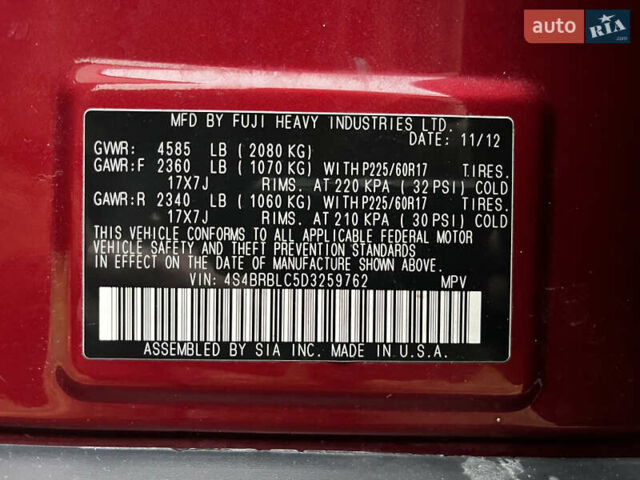 auto RIA.com
MFD BY FUJI HEAVY INDUSTRIES LTD.
DATE: 11/12
GVWR: 4585 LB ( 2080 KG)
GAWR:F 2360 LB ( 1070 KG) WITH P225/60R17 TIRES.
17X7J RIMS. AT 220 KPA ( 32 PSI) COLD
GAWR:R 2340 LB ( 1060 KG) WITH P225/60R17 TIRES.
17X7J RIMS. AT 210 KPA ( 30 PSI) COLD
THIS VEHICLE CONFORMS TO ALL APPLICABLE FEDERAL MOTOR
VEHICLE SAFETY AND THEFT PREVENTION STANDARDS
IN EFFECT ON THE DATE OF MANUFACTURE SHOWN ABOVE.
VIN: 4S4BRBLC5D3259762 MPV
ASSEMBLED BY SIA INC. MADE IN U.S.A.